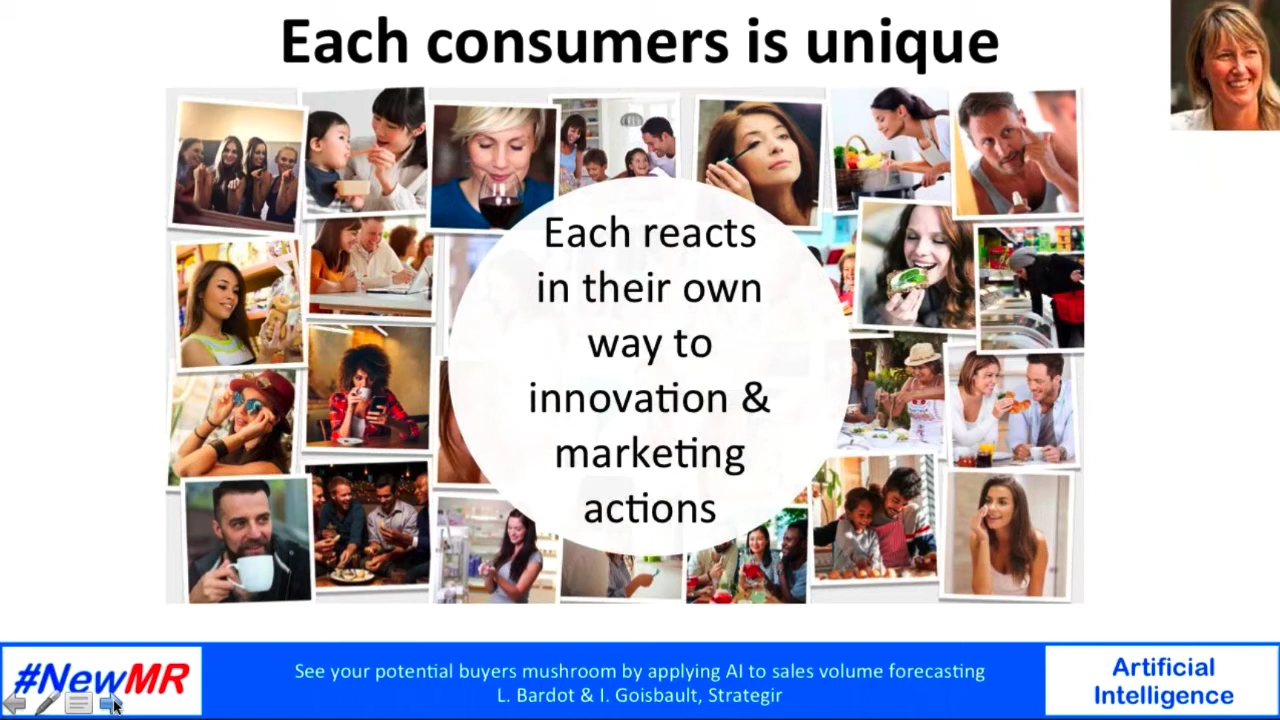 Each consumers is unique
Each reacts
in their own
way to
innovation &
marketing
actions
#NewMR
See your potential buyers mushroom by applying AI to sales volume forecasting
L. Bardot & I. Goisbault, Strategir
Artificial
Intelligence